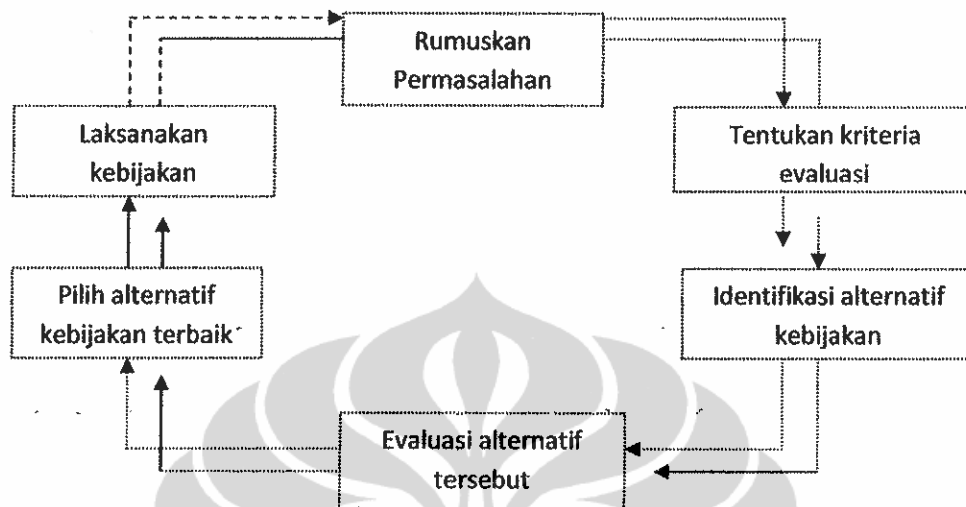 Rumuskan
Permasalahan
Tentukan kriteria
evaluasi
Identifikasi alternatif
kebijakan
Evaluasi alternatif
tersebut
Pilih alternatif
kebijakan terbaik
Laksanakan
kebijakan